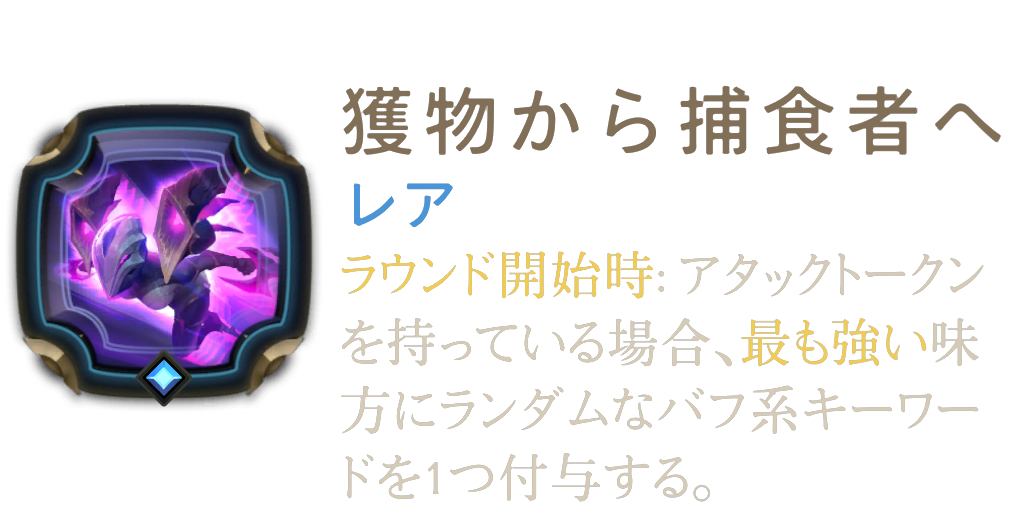 獲物から捕食者へ
レア
ラウンド開始時: アタックトークン
を持っている場合、最も強い味
方にランダムなバフ系キーワー
ドを1つ付与する。